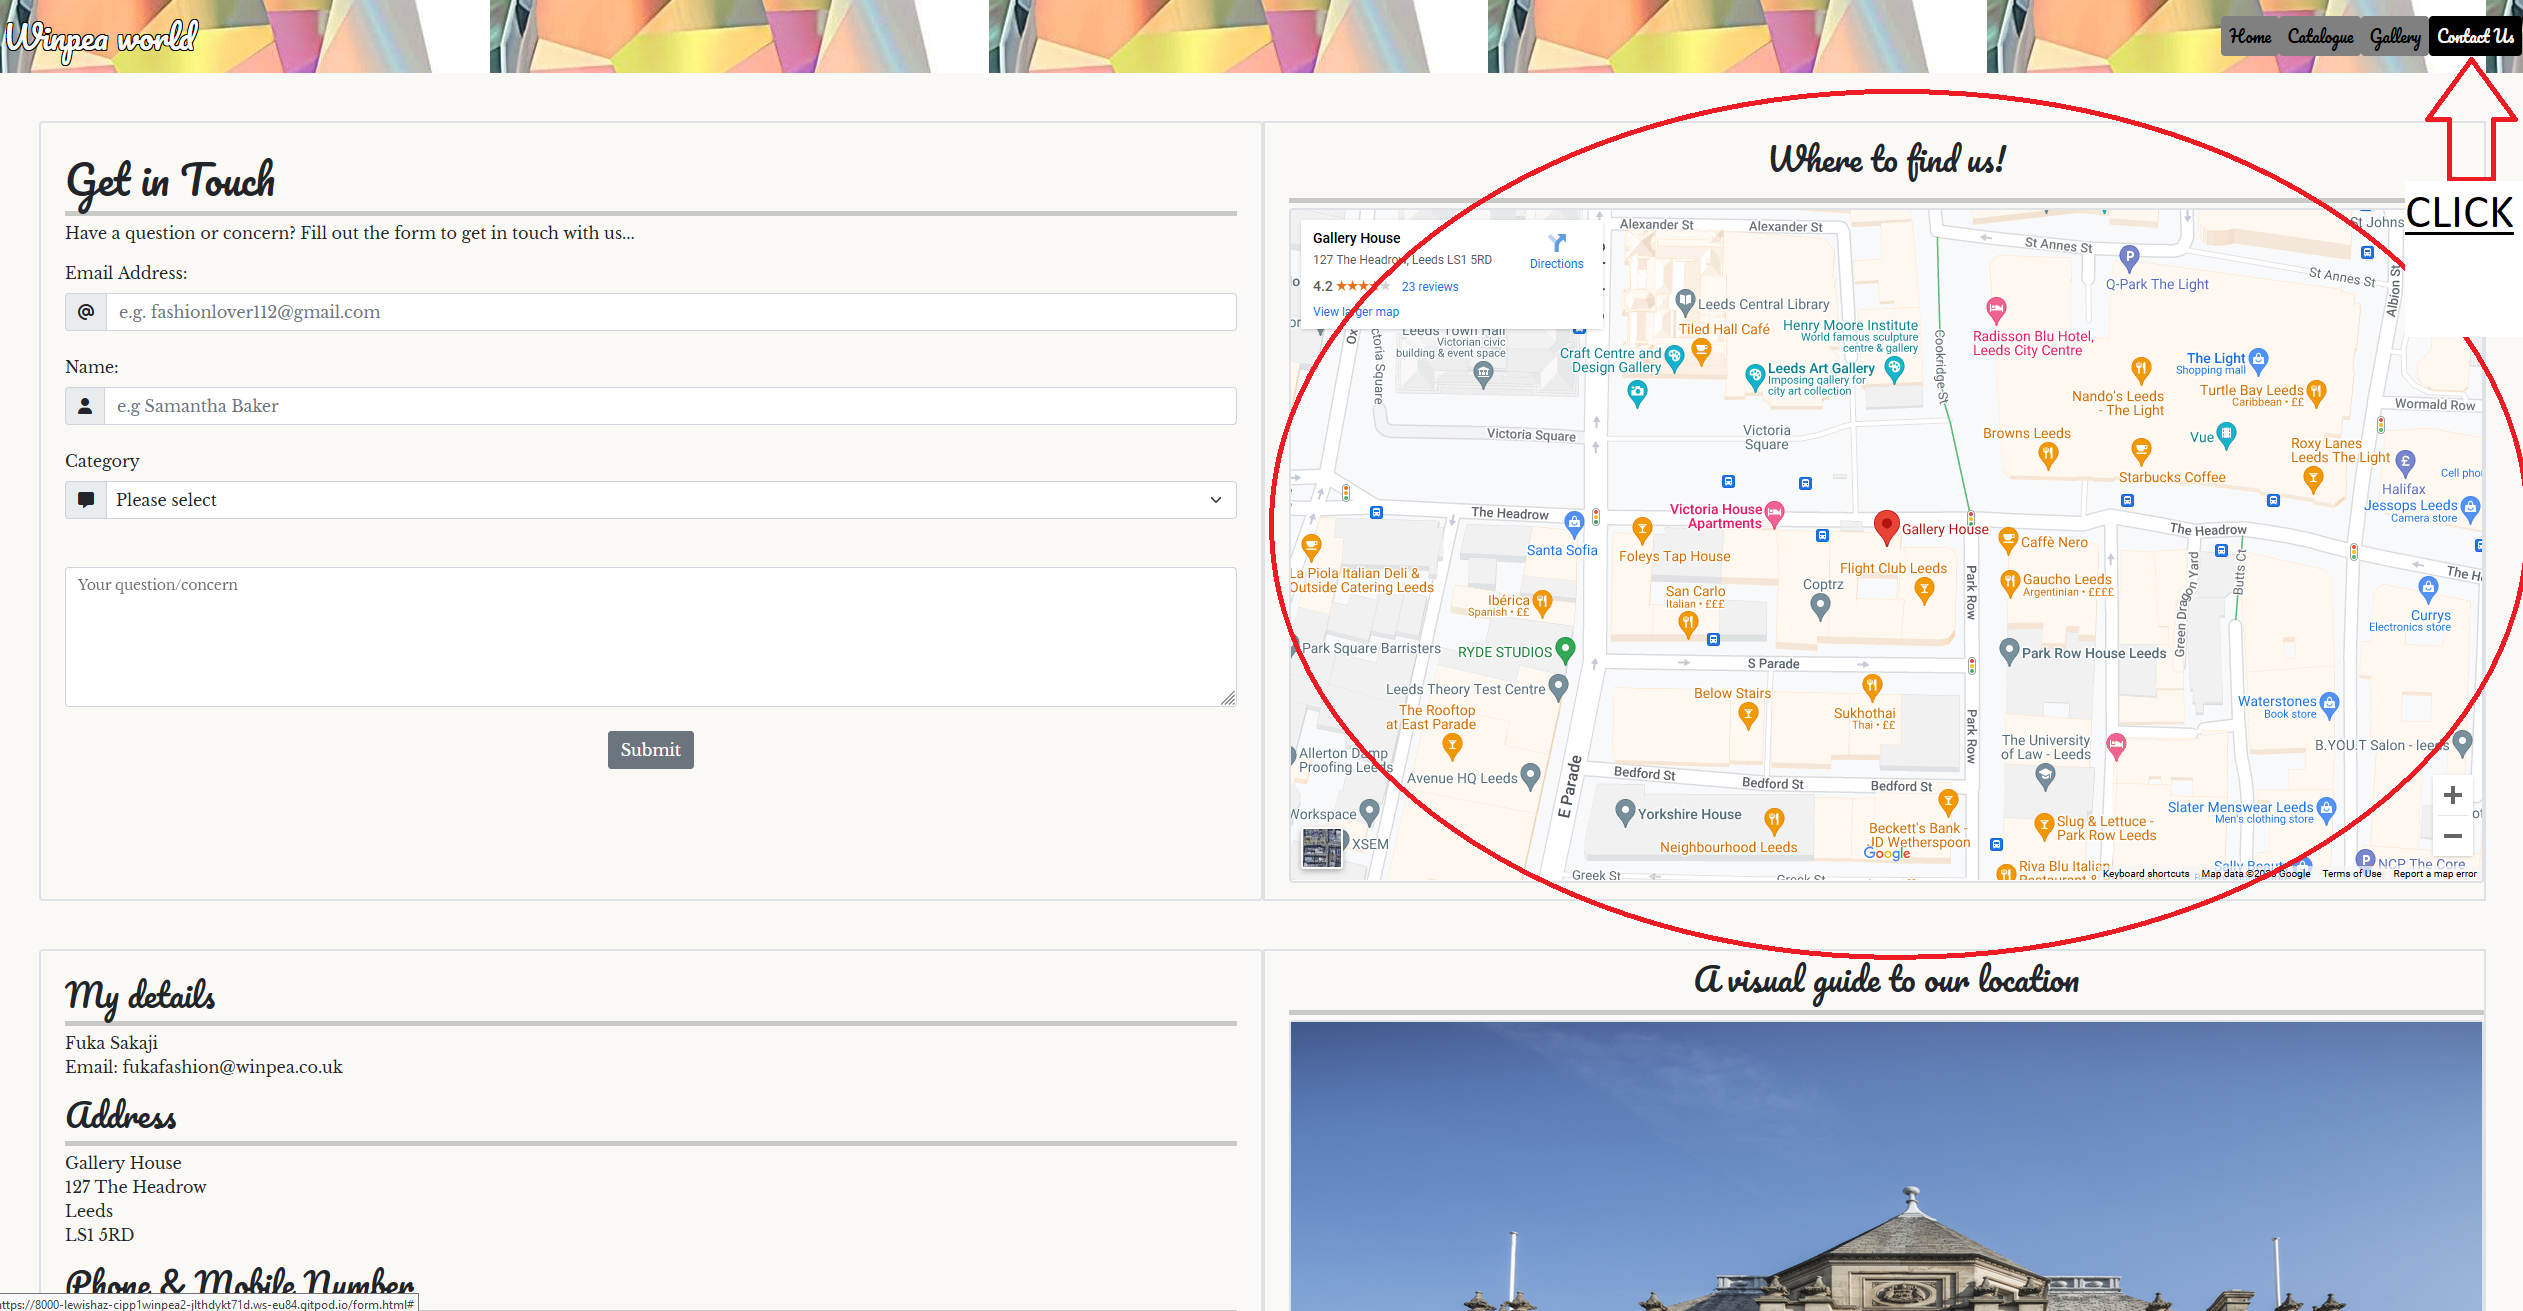 Winpea world
Home Catalogue Gallery Contact Us
CLICK
Get in Touch
Have a question or concern? Fill out the form to get in touch with us...
Email Address:
@ e.g. fashionlover112@gmail.com
Name:
e.g Samantha Baker
Category
Please select
Your question/concern
Submit
Where to find us!
Gallery House
127 The Headrow, Leeds LS1 5RD
Directions
4.2 23 reviews
View larger map
Alexander St
Alexander St
St Annes St
St Annes St
St Johns
Albion St
Q-Park The Light
Leeds Central Library
Tiled Hall Café
Henry Moore Institute
World famous sculpture
centre & gallery
Radisson Blu Hotel,
Leeds City Centre
Leeds Town Hall
Victorian civic
building & event space
Craft Centre and
Design Gallery
Leeds Art Gallery
Imposing gallery for
city art collection
Cookridge St
The Light
Shopping mall
Nando's Leeds
- The Light
Turtle Bay Leeds
Caribbean • ££
Wormald Row
Victoria Square
Victoria
Square
Browns Leeds
Vue
Roxy Lanes
Leeds The Light
Starbucks Coffee
Halifax
Jessops Leeds
Camera store
The Headrow
Victoria House
Apartments
Gallery House
The Headrow
Santa Sofia
Foleys Tap House
Caffè Nero
La Piola Italian Deli &
Outside Catering Leeds
Flight Club Leeds
Coptrz
Park Row
Gaucho Leeds
Argentinian • ££££
Green Dragon Yard
Butts Ct
Ibérica
Spanish • ££
San Carlo
Italian • £££
Currys
Electronics store
Park Square Barristers
RYDE STUDIOS
S Parade
Park Row House Leeds
Leeds Theory Test Centre
Below Stairs
Sukhothai
Thai • ££
Waterstones
Book store
The Rooftop
at East Parade
Park Row
The University
of Law - Leeds
B.YOU.T Salon - leeds
Allerton Damp
Proofing Leeds
Avenue HQ Leeds
E Parade
Bedford St
Bedford St
Bedford St
Workspace
XSEM
Yorkshire House
Neighbourhood Leeds
Beckett's Bank -
JD Wetherspoon
Slug & Lettuce -
Park Row Leeds
Slater Menswear Leeds
Men's clothing store
Greek St
Greek St
Google
Riva Blu Italian
Restaurant &
NCP The Core
Keyboard shortcuts Map data Google Terms of Use Report a map error
My details
Fuka Sakaji
Email: fukafashion@winpea.co.uk
Address
Gallery House
127 The Headrow
Leeds
LS1 5RD
Phone & Mobile Number
A visual guide to our location
https://8000-lewishaz-cipp1winpea2-jlthdykt71d.ws-eu84.gitpod.io/form.html#